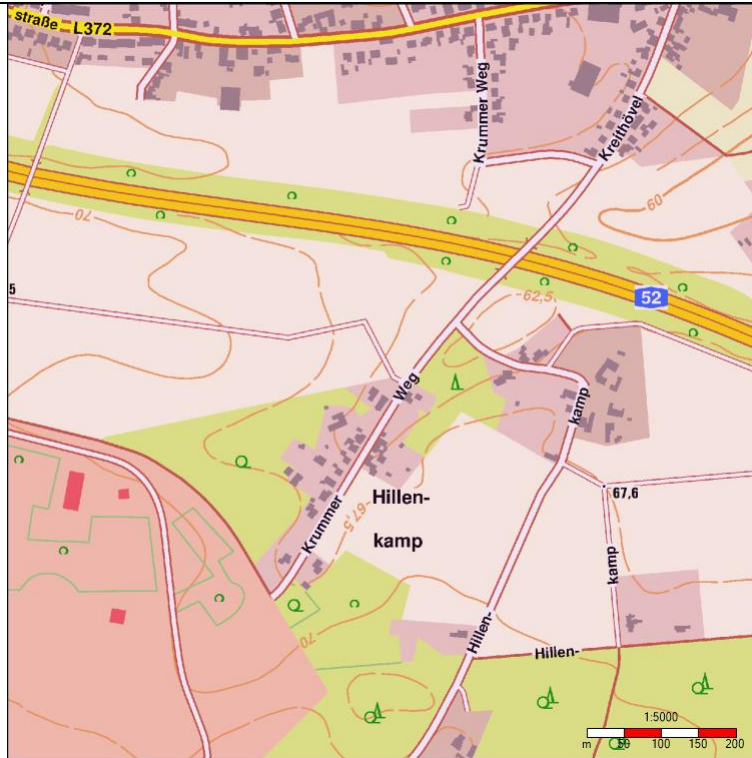 straße L372
Krummer Weg
Kreithövel
60
70
52
62,5
5
Weg
kamp
Hillen-
kamp
67,6
67,5
Krummer
kamp
70
Hillen-
Hillen-
1:5000
m 50 100 150 200